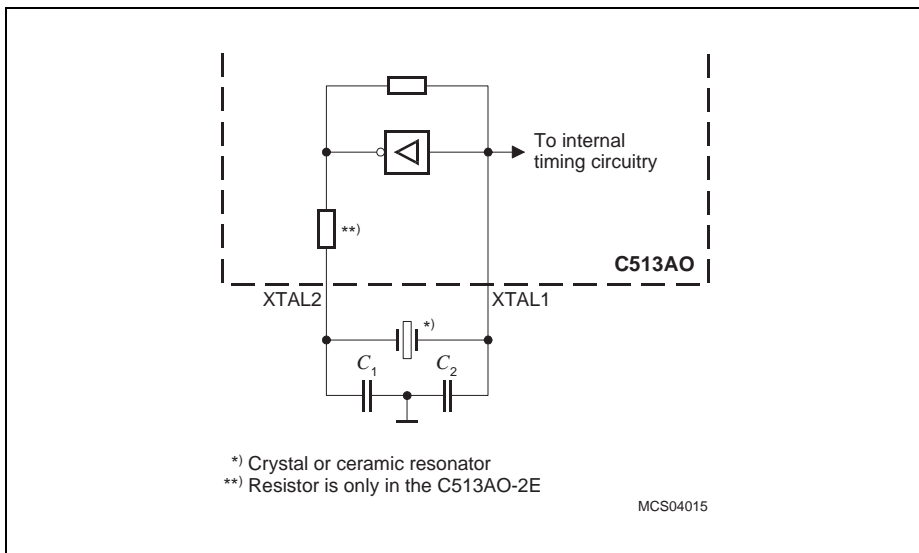 To internal
timing circuitry
**)
C513AO
XTAL2
XTAL1
*)
C1
C2
*) Crystal or ceramic resonator
**) Resistor is only in the C513AO-2E
MCS04015